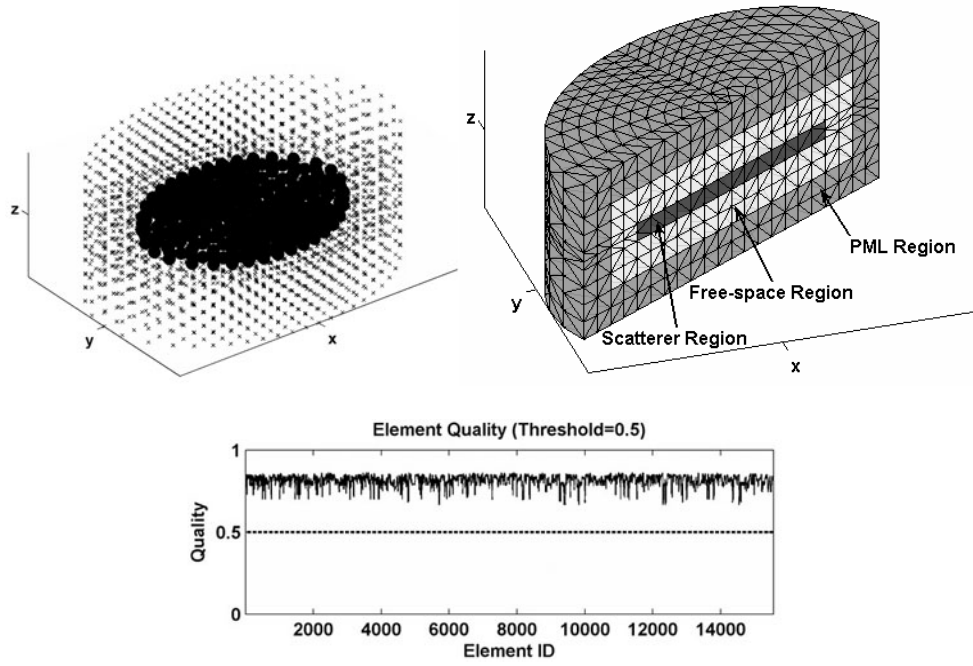 z
y
x
z
y
x
PML Region
Free-space Region
Scatterer Region
Element Quality (Threshold=0.5)
Quality
1
0.5
0
2000 4000 6000 8000 10000 12000 14000
Element ID